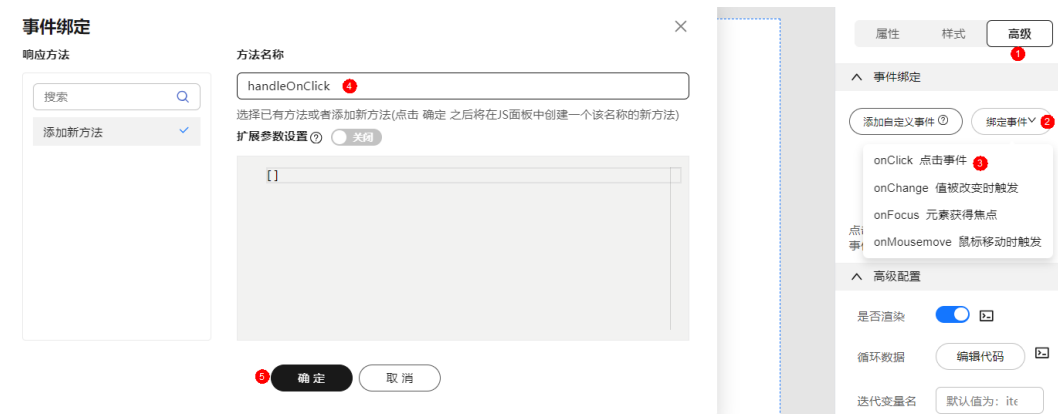 事件绑定
响应方法
搜索
添加新方法
方法名称
handleOnClick 4
选择已有方法或者添加新方法(点击 确定 之后将在JS面板中创建一个该名称的新方法)
扩展参数设置 ? 关闭
[]
5 确定 取消
属性 样式 高级
1
事件绑定
添加自定义事件 ? 绑定事件 2
onClick 点击事件 3
onChange 值被改变时触发
onFocus 元素获得焦点
onMousemove 鼠标移动时触发
高级配置
是否渲染
循环数据 编辑代码
迭代变量名 默认值为: ite